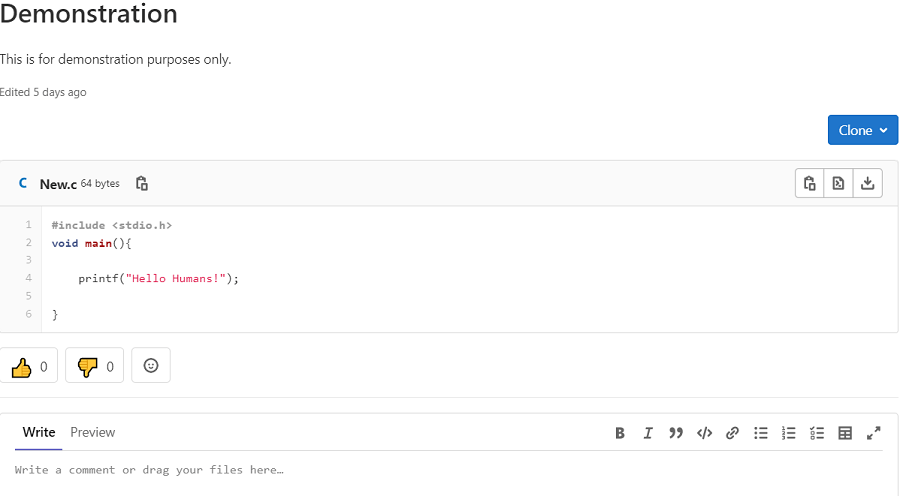 Demonstration
This is for demonstration purposes only.
Edited 5 days ago
Clone
C New.c 64 bytes
1 #include <stdio.h>
2 void main(){
3
4 printf("Hello Humans!");
5
6 }
0 0
Write Preview B I
Write a comment or drag your files here…